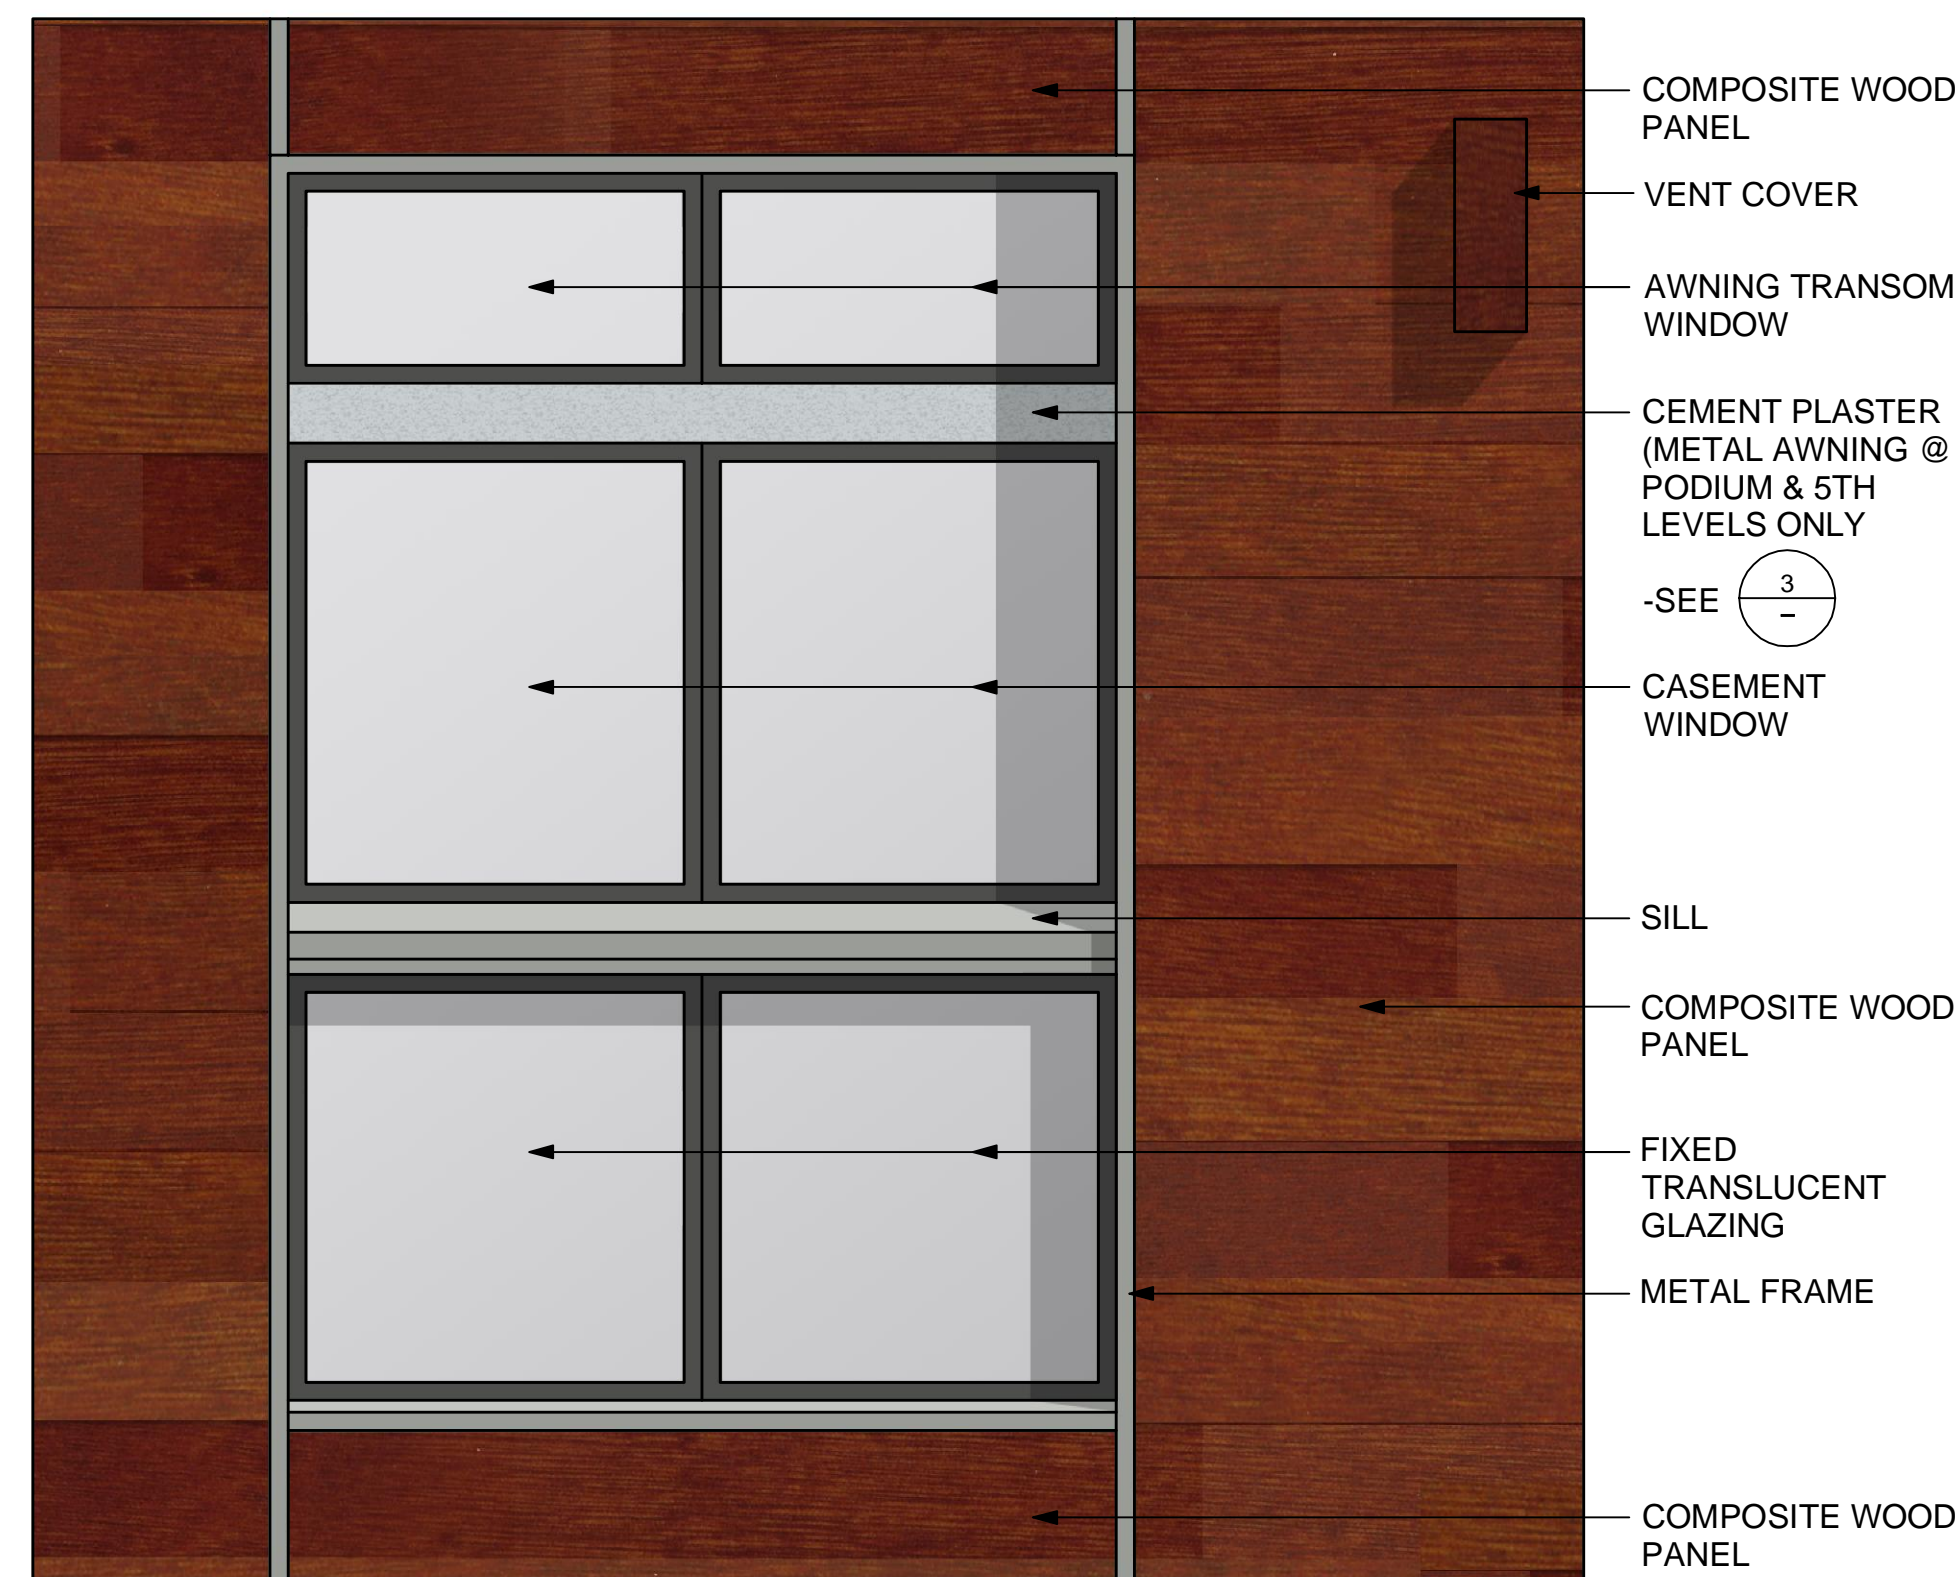 COMPOSITE WOOD
PANEL
VENT COVER
AWNING TRANSOM
WINDOW
CEMENT PLASTER
(METAL AWNING @
PODIUM & 5TH
LEVELS ONLY
-SEE 3
–
CASEMENT
WINDOW
SILL
COMPOSITE WOOD
PANEL
FIXED
TRANSLUCENT
GLAZING
METAL FRAME
COMPOSITE WOOD
PANEL